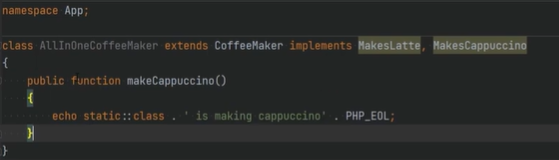 namespace App;
class AllInOneCoffeeMaker extends CoffeeMaker implements MakesLatte, MakesCappuccino
{
public function makeCappuccino()
{
echo static::class . ' is making cappuccino' . PHP_EOL;
}
}